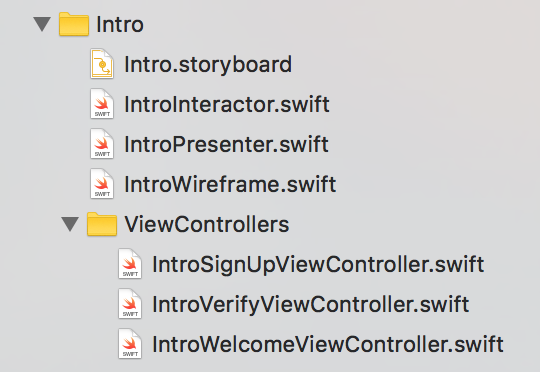 Intro
Intro.storyboard
SWIFT IntroInteractor.swift
SWIFT IntroPresenter.swift
SWIFT IntroWireframe.swift
ViewControllers
SWIFT IntroSignUpViewController.swift
SWIFT IntroVerifyViewController.swift
SWIFT IntroWelcomeViewController.swift